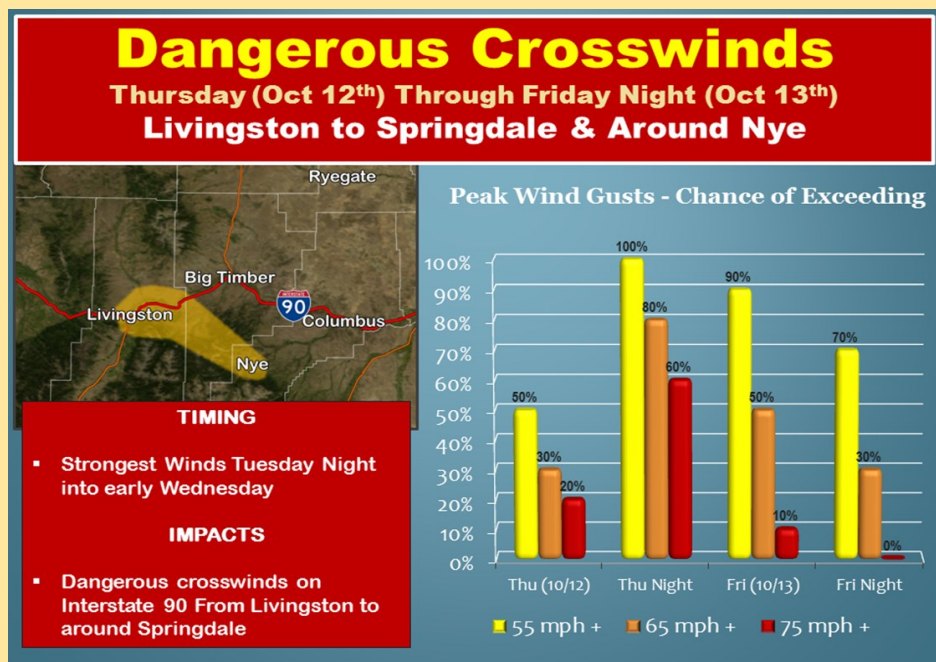 Dangerous Crosswinds
Thursday (Oct 12th) Through Friday Night (Oct 13th)
Livingston to Springdale & Around Nye
Ryegate
Big Timber
Livingston
90
Columbus
Nye
TIMING
▪ Strongest Winds Tuesday Night
into early Wednesday
IMPACTS
▪ Dangerous crosswinds on
Interstate 90 From Livingston to
around Springdale
Peak Wind Gusts - Chance of Exceeding
100%
90%
80%
70%
60%
50%
40%
30%
20%
10%
0%
50%
30%
20%
100%
80%
60%
90%
50%
10%
70%
30%
0%
Thu (10/12) Thu Night Fri (10/13) Fri Night
55 mph + 65 mph + 75 mph +